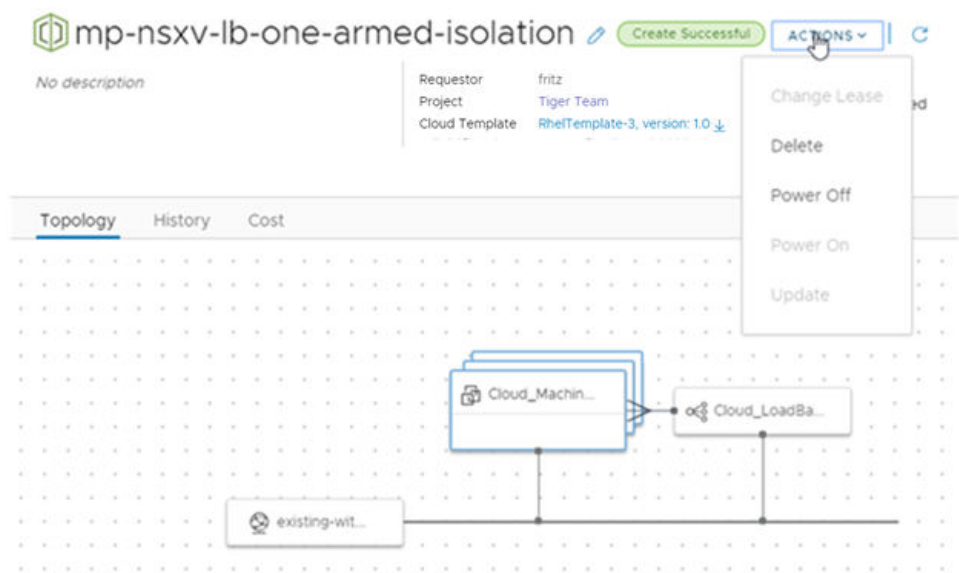 mp-nsxv-lb-one-armed-isolation
Create Successful
ACTIONS
No description
Requestor fritz
Project Tiger Team
Cloud Template RhelTemplate-3, version: 1.0
Change Lease
Delete
Power Off
Power On
Update
Topology History Cost
Cloud_Machin...
Cloud_LoadBa...
existing-wit...